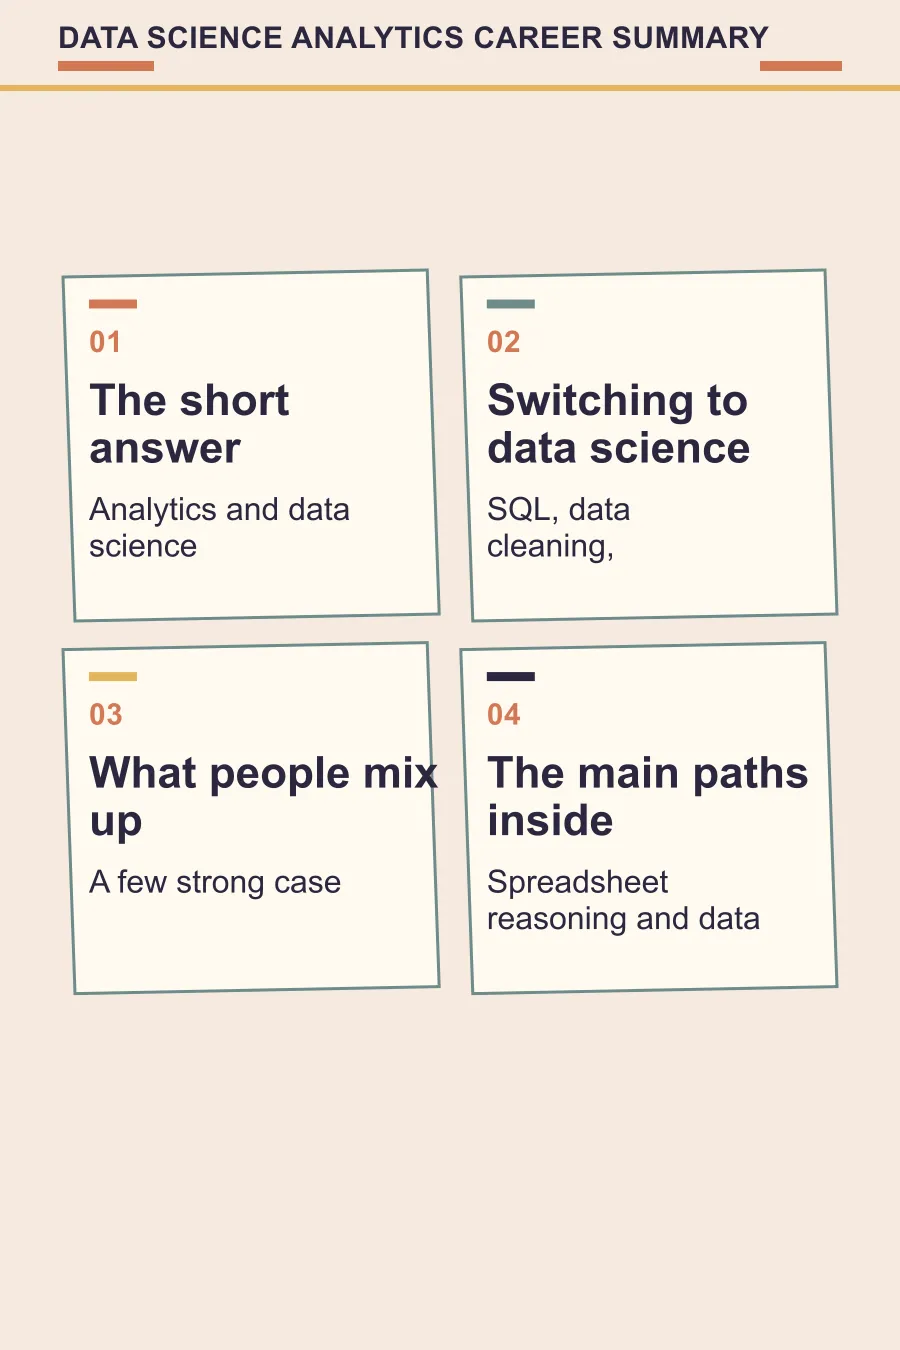 DATA SCIENCE ANALYTICS CAREER SUMMARY
01
The short
answer
Analytics and data
science
02
Switching to
data science
SQL, data
cleaning,
03
What people mix
up
A few strong case
04
The main paths
inside
Spreadsheet
reasoning and data